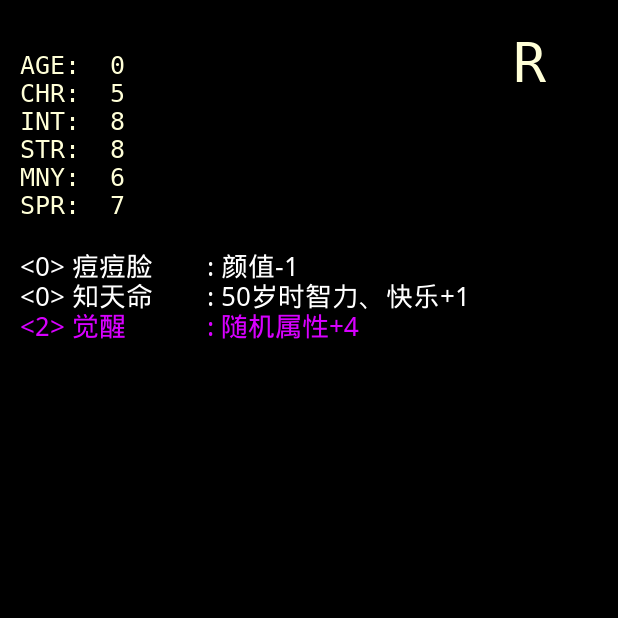 R
AGE: 0
CHR: 5
INT: 8
STR: 8
MNY: 6
SPR: 7
<0> 痘痘脸 : 颜值-1
<0> 知天命 : 50岁时智力、快乐+1
<2> 觉醒 : 随机属性+4